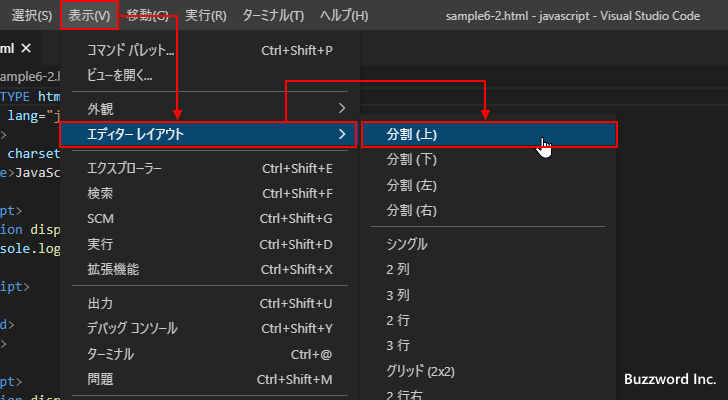 選択(S) 表示(V) 移動(G) 実行(R) ターミナル(T) ヘルプ(H) sample6-2.html - javascript - Visual Studio Code
ml ×
コマンド パレット... Ctrl+Shift+P
ample6-2.h
ビューを開く...
TYPE htm
外観 >
lang="j
エディター レイアウト > 分割 (上)
>
charset
分割 (下)
e>JavaSc
エクスプローラー Ctrl+Shift+E
分割 (左)
検索 Ctrl+Shift+F
ipt>
SCM Ctrl+Shift+G 分割 (右)
ion disp
実行 Ctrl+Shift+D シングル
sole.log
拡張機能 Ctrl+Shift+X 2 列
ript>
出力 Ctrl+Shift+U 3 列
d>
デバッグ コンソール Ctrl+Shift+Y 2 行
>
ターミナル Ctrl+@ 3 行
問題 Ctrl+Shift+M グリッド (2x2)
ipt>
2 行右
ion disp
Buzzword Inc.